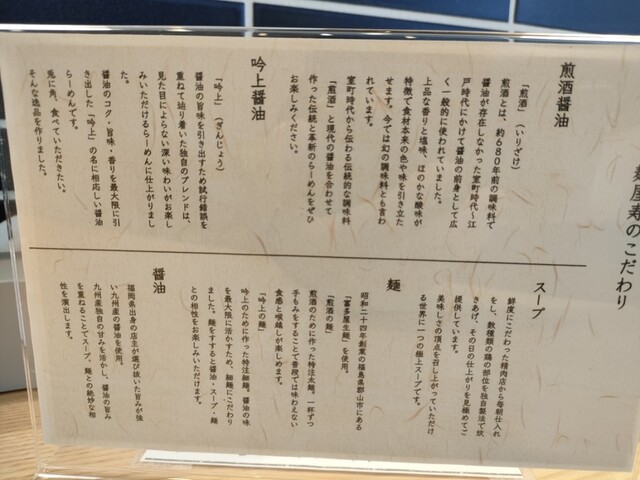 麺屋寿のこだわり
煎酒醤油
「煎酒」（いりざけ）
煎酒とは、約680年前の調味料で
醤油が存在しなかった室町時代～江
戸時代にかけて醤油の前身として広
く一般的に使われていました。
上品な香りと塩味、ほのかな酸味が
特徴で食材本来の色や味を引き立た
せます。今では幻の調味料とも言わ
れています。
室町時代から伝わる伝統的な調味料
「煎酒」と現代の醤油を合わせて
作った伝統と革新のらーめんをぜひ
お楽しみください。
吟上醤油
「吟上」（ぎんじょう）
醤油の旨味を引き出すため試行錯誤を
重ねて辿り着いた独自のブレンドは、
見た目によらない深い味わいがお楽し
みいただけるらーめんに仕上がりまし
た。
醤油のコク・旨味・香りを最大限に引
き出した「吟上」の名に相応しい醤油
らーめんです。
兎に角、食べていただきたい。
そんな逸品を作りました。
スープ
鮮度にこだわった精肉店から毎朝仕入れ
をし、数種類の鶏の部位を独自製法で炊
きあげ、その日の仕上がりを見極めてご
提供しています。
美味しさの頂点を召し上がっていただけ
る世界に一つの極上スープです。
麺
昭和二十四年創業の福島県郡山市にある
「富多屋生麺」を使用。
「煎酒の麺」
煎酒のために作った特注太麺。一杯ずつ
手もみをすることで普段では味わえない
食感と喉越しが楽しめます。
「吟上の麺」
吟上のために作った特注細麺。醤油の味
を最大限に活かすため、細麺にこだわり
ました。麺をすすると醤油・スープ・麺
との相性をお楽しみいただけます。
醤油
福岡県出身の店主が選び抜いた旨みが強
い九州産の醤油を使用。
九州産独自の甘みを活かし、醤油の旨み
を重ねることでスープ、麺との絶妙な相
性を演出します。